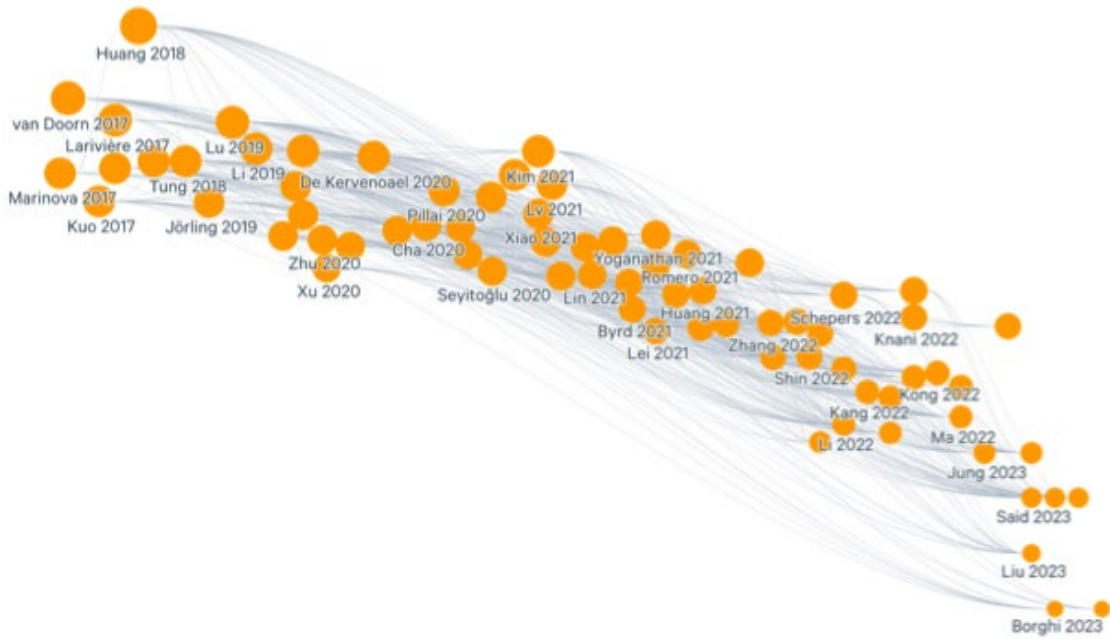 Huang 2018
van Doorn 2017
Larivière 2017
Lu 2019
Li 2019
De Kervenoael 2020
Kim 2021
Tung 2018
Marinova 2017
Kuo 2017
Jörling 2019
Pillai 2020
Lv 2021
Xiao 2021
Cha 2020
Zhu 2020
Yoganathan 2021
Romero 2021
Xu 2020
Seyitoğlu 2020
Lin 2021
Huang 2021
Schepers 2022
Byrd 2021
Knani 2022
Lei 2021
Zhang 2022
Shin 2022
Kong 2022
Kang 2022
Ma 2022
Li 2022
Jung 2023
Said 2023
Liu 2023
Borghi 2023